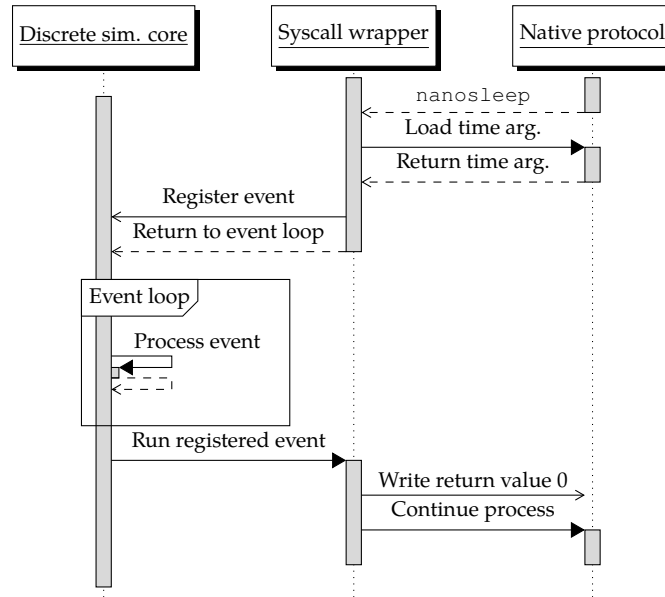 Discrete sim. core
Syscall wrapper
Native protocol
nanosleep
Load time arg.
Return time arg.
Register event
Return to event loop
Event loop
Process event
Run registered event
Write return value 0
Continue process